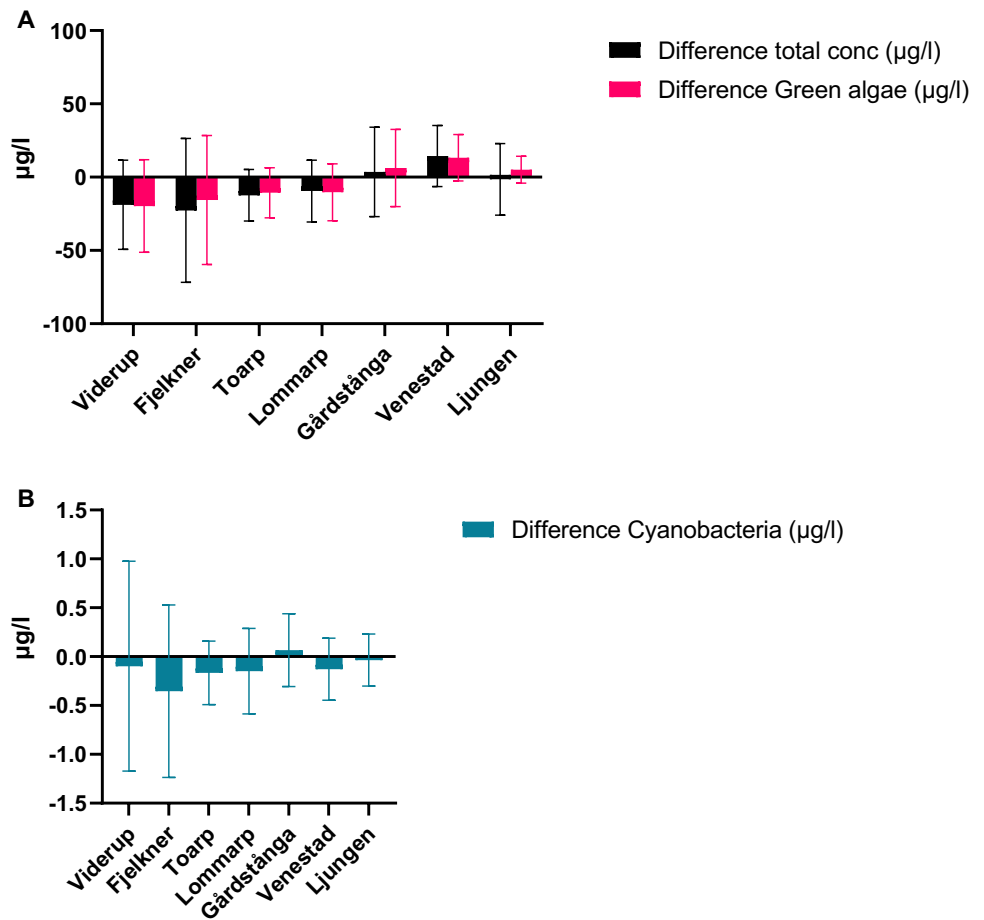 A
100
50
0
-50
-100
µg/l
Viderup
Fjelkner
Toarp
Lommarp
Gårdstånga
Venestad
Ljungen
Difference total conc (µg/l)
Difference Green algae (µg/l)
B
1.5
1.0
0.5
0.0
-0.5
-1.0
-1.5
µg/l
Viderup
Fjelkner
Toarp
Lommarp
Gårdstånga
Venestad
Ljungen
Difference Cyanobacteria (µg/l)